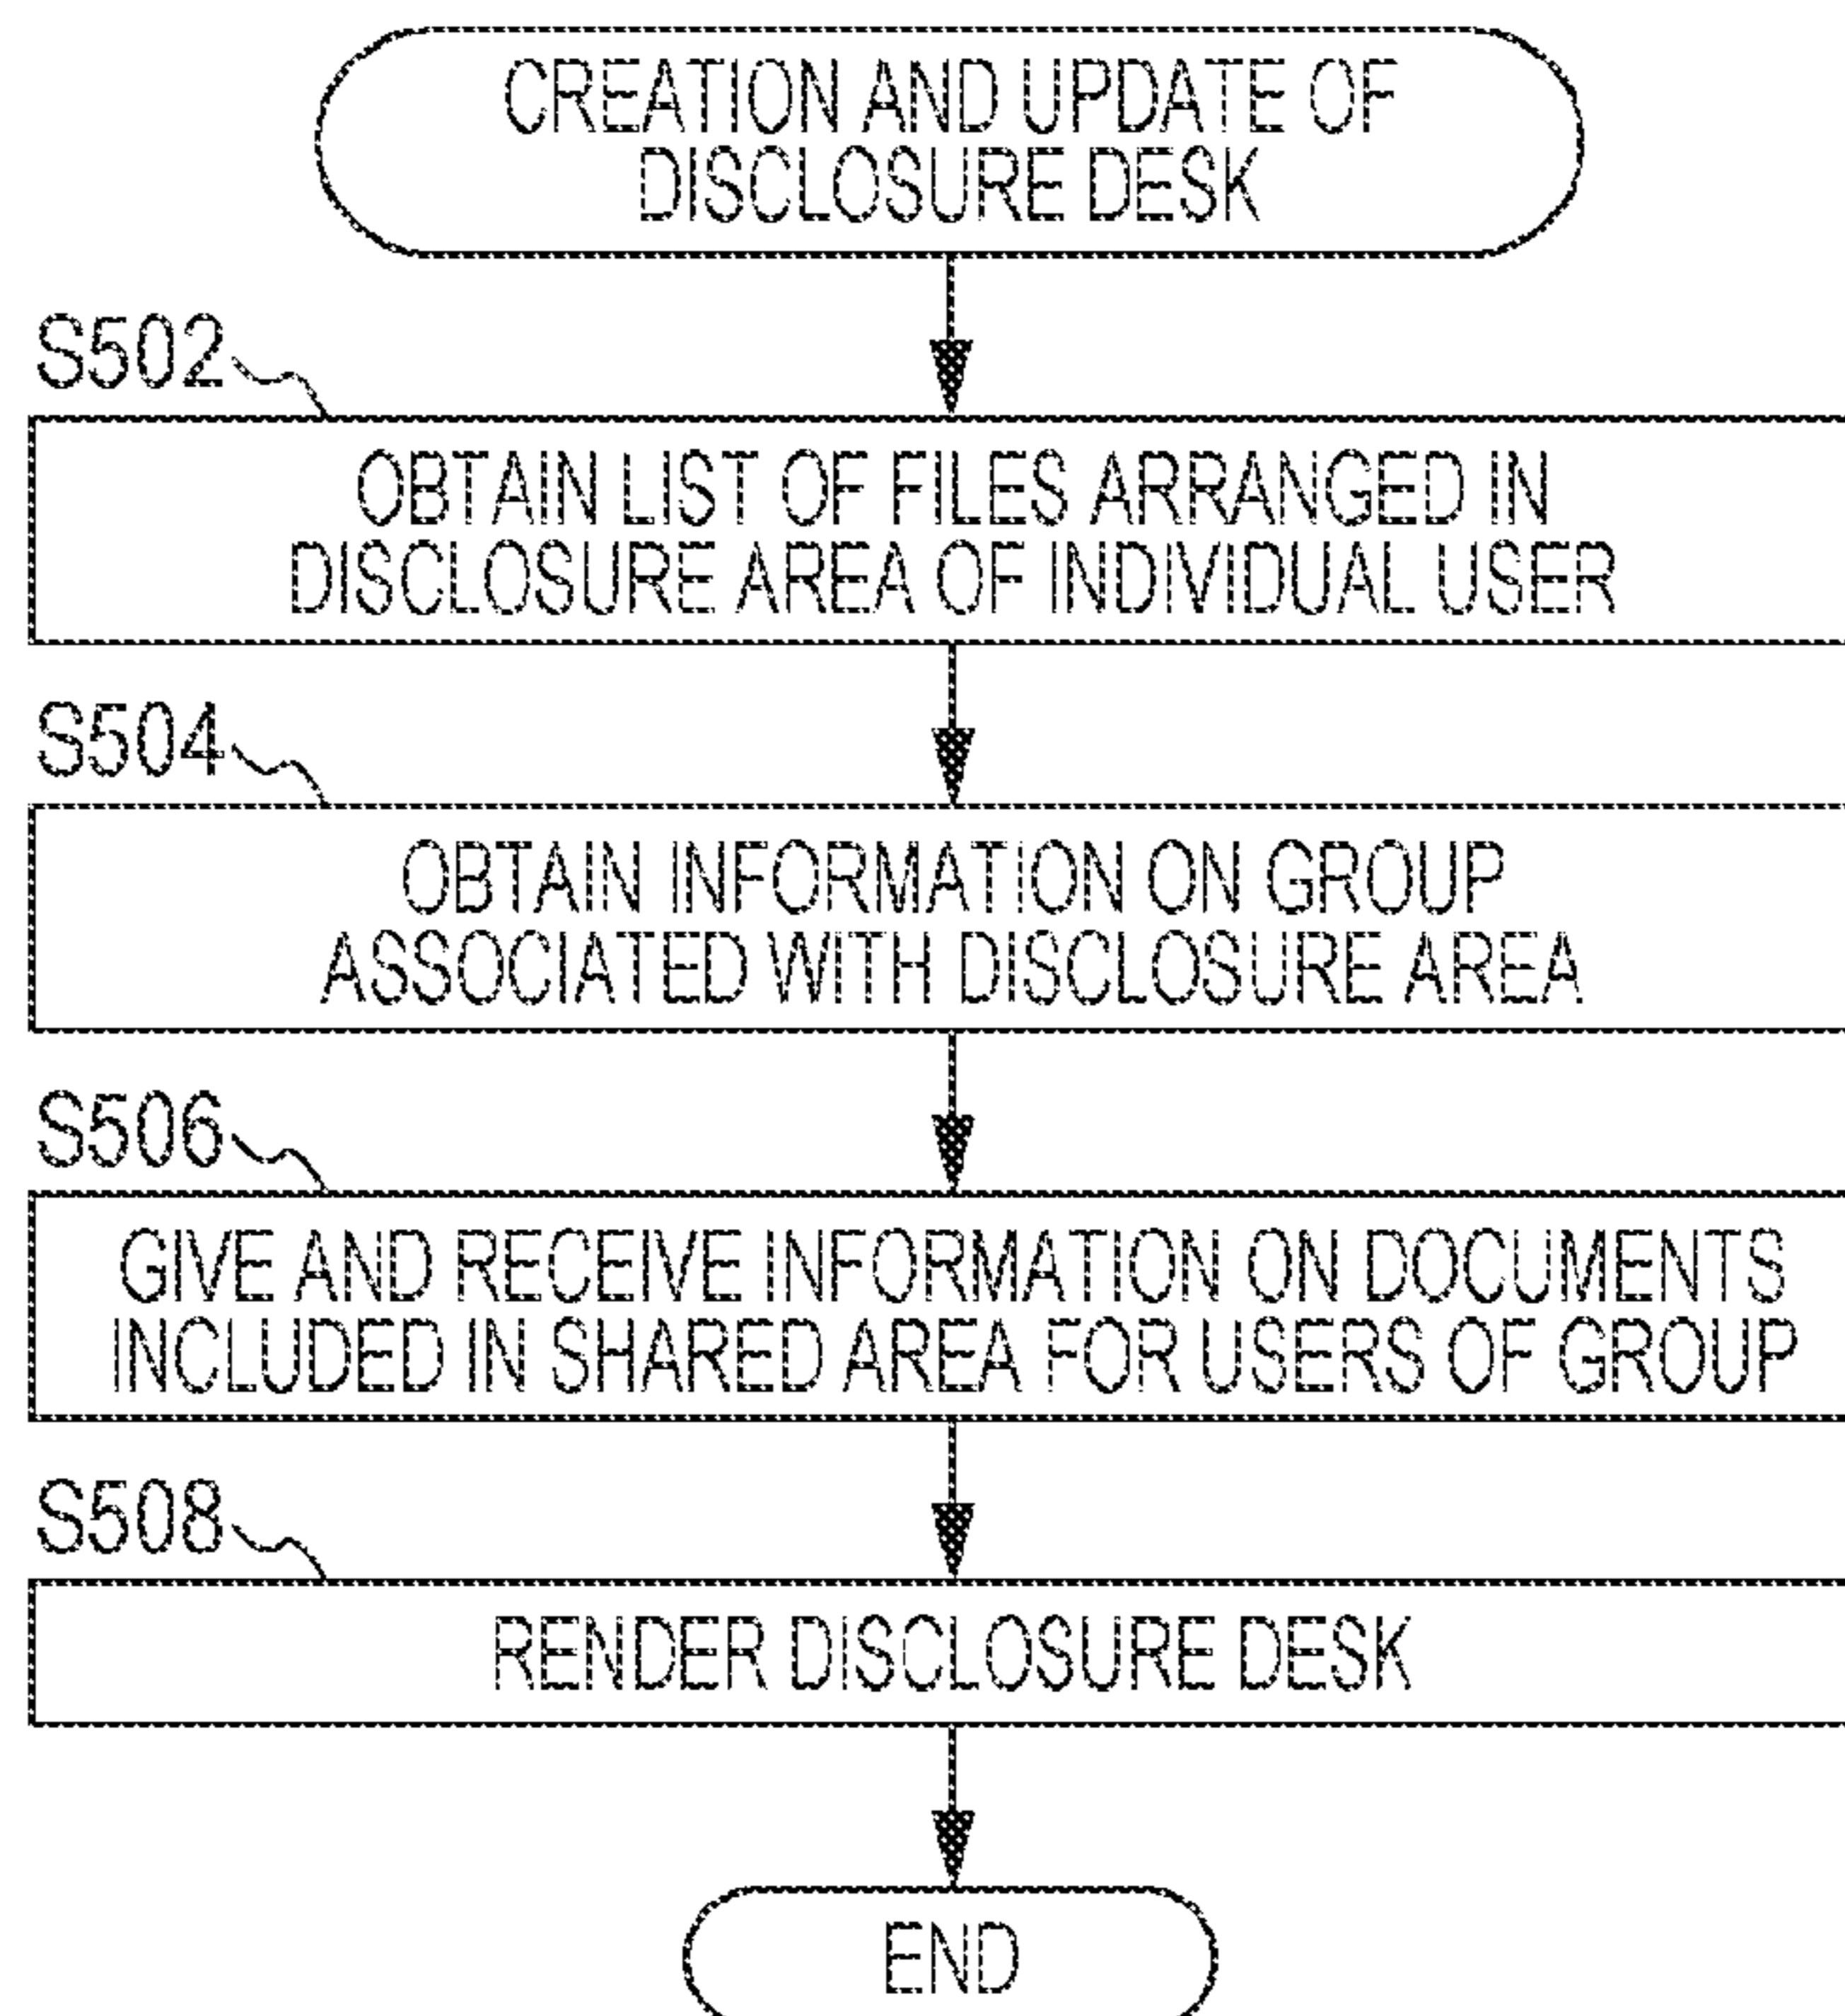 CREATION AND UPDATE OF
DISCLOSURE DESK
S502
OBTAIN LIST OF FILES ARRANGED IN
DISCLOSURE AREA OF INDIVIDUAL USER
S504
OBTAIN INFORMATION ON GROUP
ASSOCIATED WITH DISCLOSURE AREA
S506
GIVE AND RECEIVE INFORMATION ON DOCUMENTS
INCLUDED IN SHARED AREA FOR USERS OF GROUP
S508
RENDER DISCLOSURE DESK
END